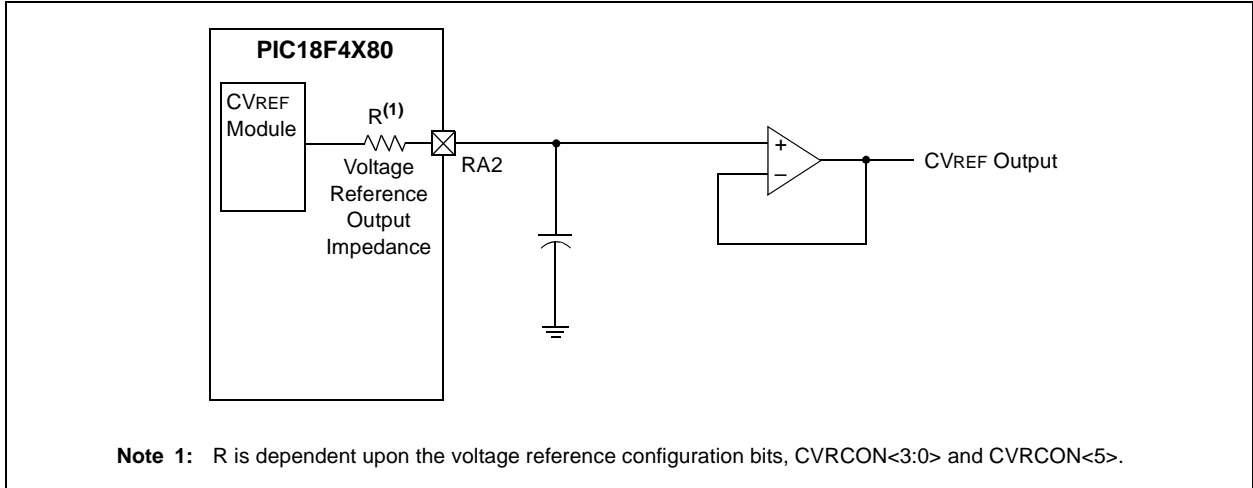 PIC18F4X80
CVREF
Module
R(1)
Voltage
Reference
Output
Impedance
RA2
+
–
CVREF Output
Note 1: R is dependent upon the voltage reference configuration bits, CVRCON<3:0> and CVRCON<5>.